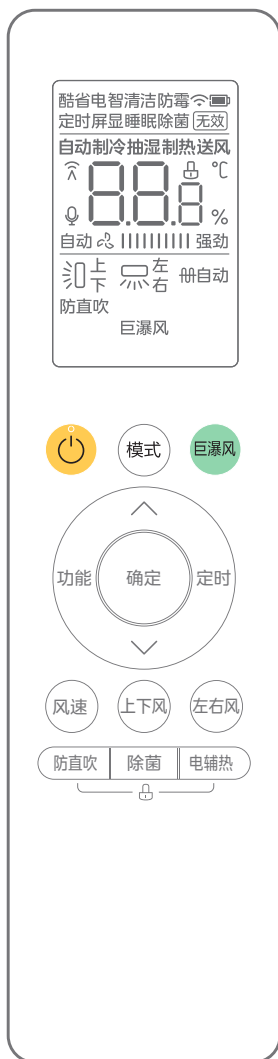 酷省电智清洁防霉
定时屏显睡眠除菌 无效
自动制冷抽湿制热送风
88.8 ℃
%
自动 强劲
上下 左右 自动
防直吹
巨瀑风
模式 巨瀑风
功能 确定 定时
风速 上下风 左右风
防直吹 除菌 电辅热